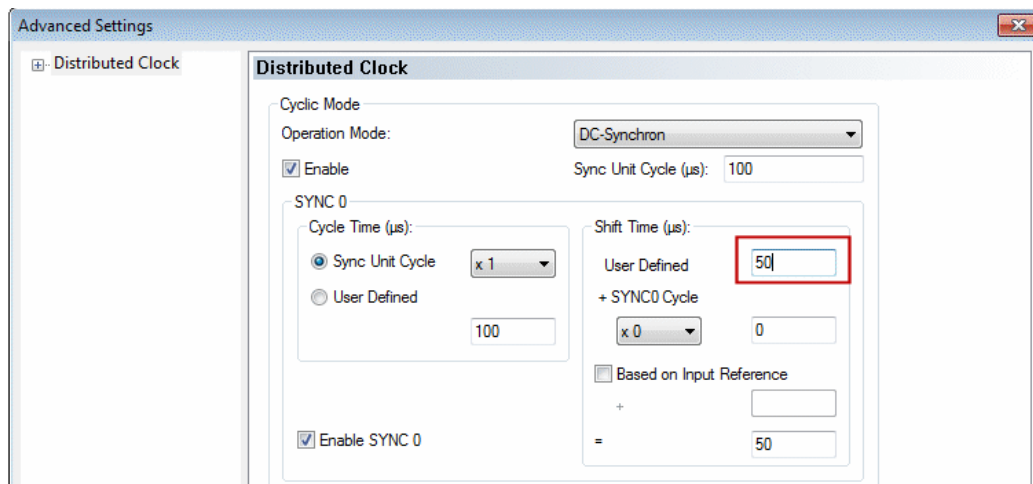 Advanced Settings
Distributed Clock
Distributed Clock
Cyclic Mode
Operation Mode: DC-Synchron
Enable Sync Unit Cycle (µs): 100
SYNC 0
Cycle Time (µs):
Sync Unit Cycle x 1
User Defined
100
Shift Time (µs):
User Defined 50
+ SYNC0 Cycle
x 0 0
Based on Input Reference
+
Enable SYNC 0
= 50